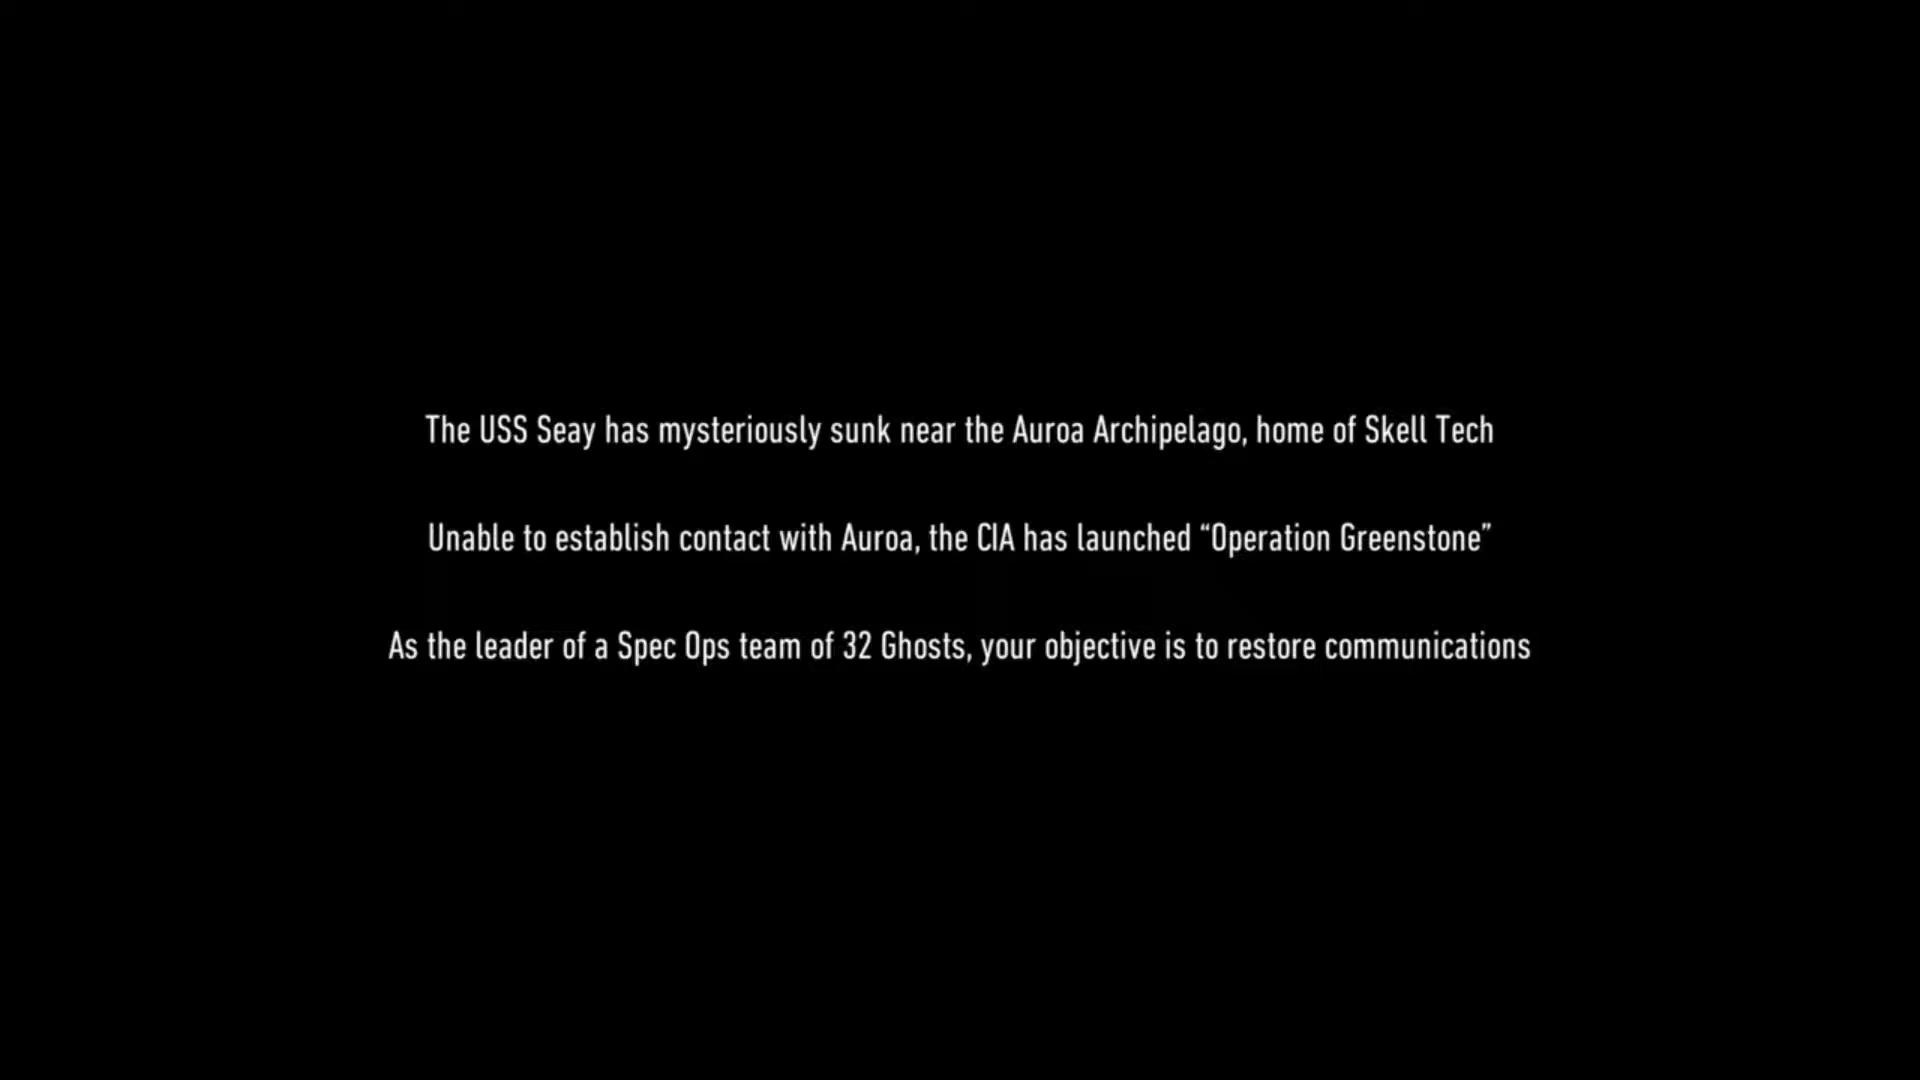 The USS Seay has mysteriously sunk near the Auroa Archipelago, home of Skell Tech
Unable to establish contact with Auroa, the CIA has launched “Operation Greenstone”
As the leader of a Spec Ops team of 32 Ghosts, your objective is to restore communications